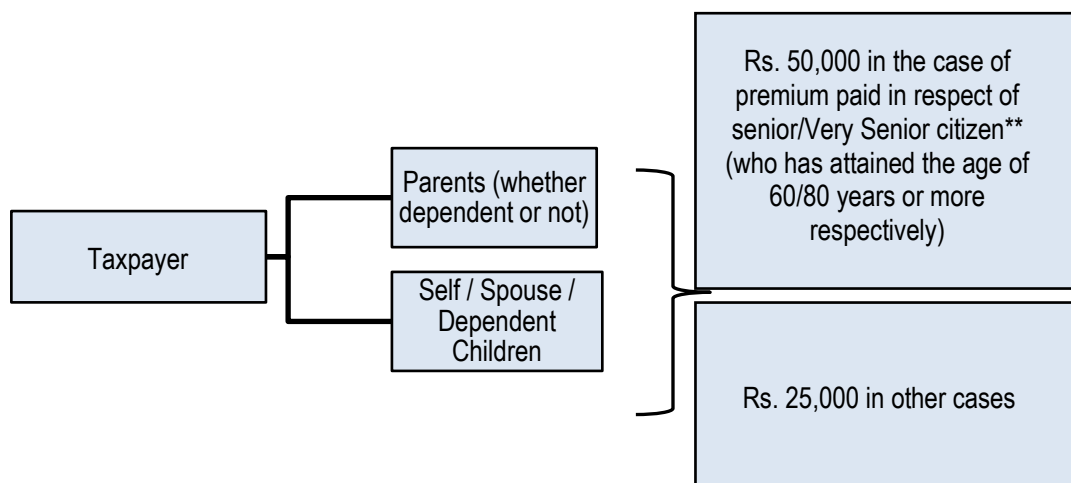 Taxpayer
Parents (whether
dependent or not)
Self / Spouse /
Dependent
Children
Rs. 50,000 in the case of
premium paid in respect of
senior/Very Senior citizen**
(who has attained the age of
60/80 years or more
respectively)
Rs. 25,000 in other cases